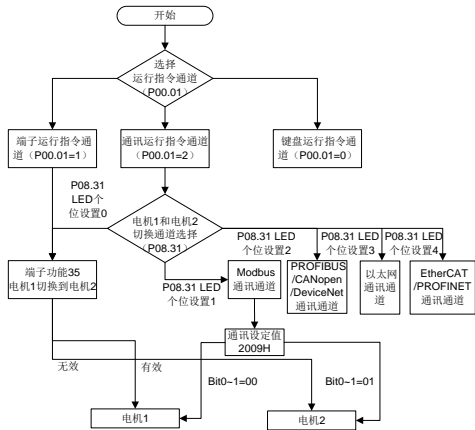 开始
选择
运行指令通道
（P00.01）
端子运行指令通
道（P00.01=1）
通讯运行指令通道
（P00.01=2）
键盘运行指令通
道（P00.01=0）
P08.31
LED个
位设置0
电机1和电机2
切换通道选择
（P08.31）
P08.31 LED
个位设置2
P08.31 LED
个位设置3
P08.31 LED
个位设置4
端子功能35
电机1切换到电机2
P08.31 LED
个位设置1
Modbus
通讯通道
PROFIBUS
/CANopen
/DeviceNet
通讯通道
以太网
通讯通道
EtherCAT
/PROFINET
通讯通道
通讯设定值
2009H
无效
有效
Bit0~1=00
Bit0~1=01
电机1
电机2